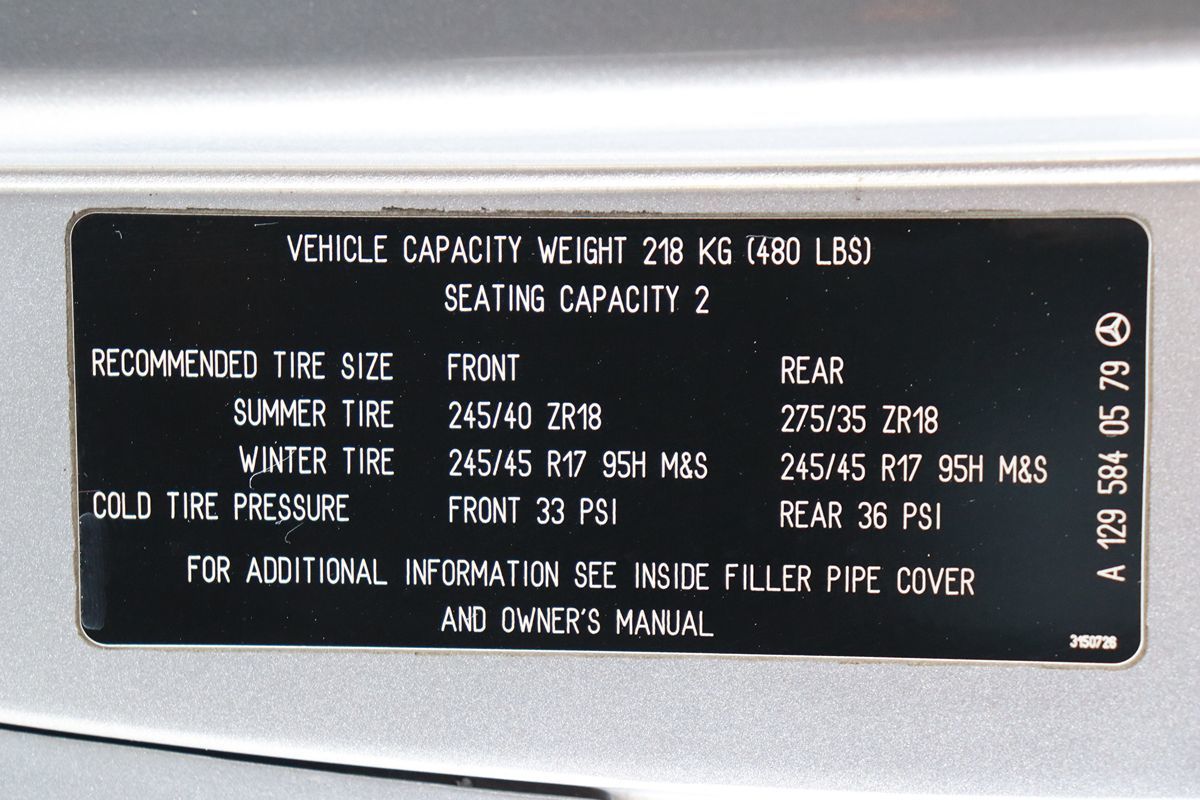 VEHICLE CAPACITY WEIGHT 218 KG (480 LBS)
SEATING CAPACITY 2
RECOMMENDED TIRE SIZE FRONT REAR
SUMMER TIRE 245/40 ZR18 275/35 ZR18
WINTER TIRE 245/45 R17 95H M&S 245/45 R17 95H M&S
COLD TIRE PRESSURE FRONT 33 PSI REAR 36 PSI
FOR ADDITIONAL INFORMATION SEE INSIDE FILLER PIPE COVER
AND OWNER'S MANUAL
A 129 584 05 79
3150726